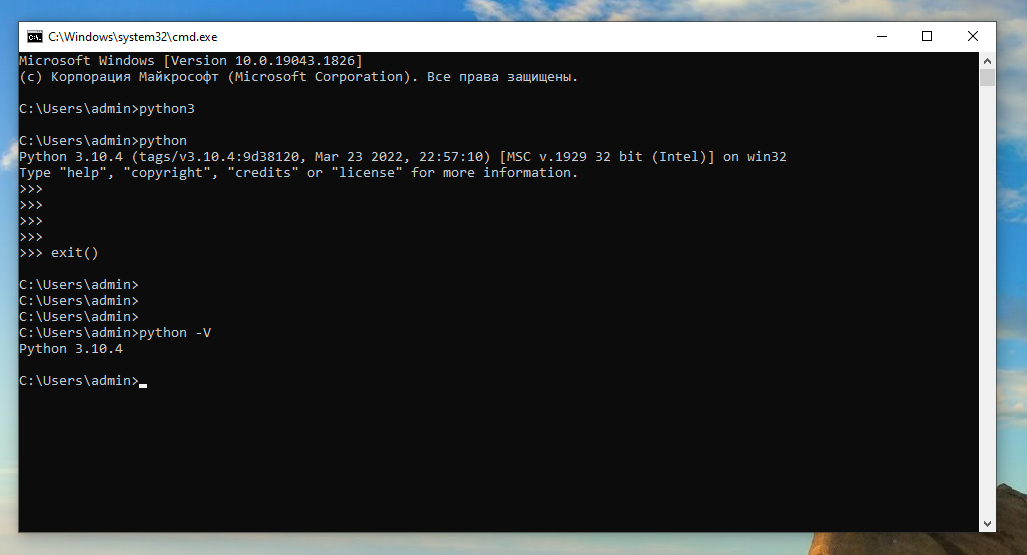 C:\Windows\system32\cmd.exe
Microsoft Windows [Version 10.0.19043.1826]
(c) Корпорация Майкрософт (Microsoft Corporation). Все права защищены.
C:\Users\admin>python3
C:\Users\admin>python
Python 3.10.4 (tags/v3.10.4:9d38120, Mar 23 2022, 22:57:10) [MSC v.1929 32 bit (Intel)] on win32
Type "help", "copyright", "credits" or "license" for more information.
>>>
>>>
>>>
>>>
>>> exit()
C:\Users\admin>
C:\Users\admin>
C:\Users\admin>
C:\Users\admin>python -V
Python 3.10.4
C:\Users\admin>